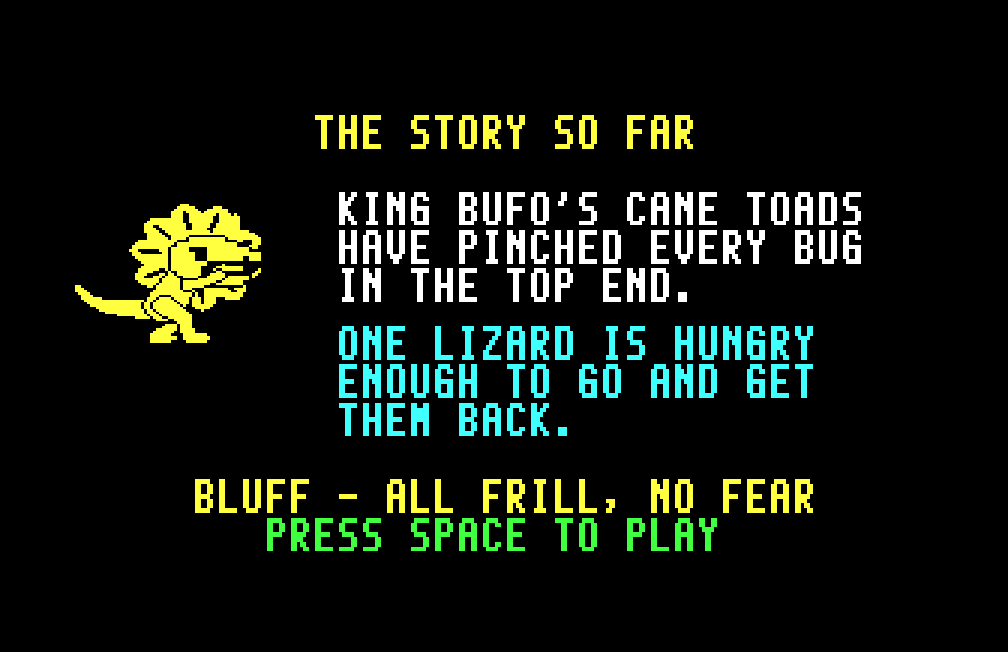 THE STORY SO FAR
KING BUFO'S CANE TOADS
HAVE PINCHED EVERY BUG
IN THE TOP END.
ONE LIZARD IS HUNGRY
ENOUGH TO GO AND GET
THEM BACK.
BLUFF - ALL FRILL, NO FEAR
PRESS SPACE TO PLAY